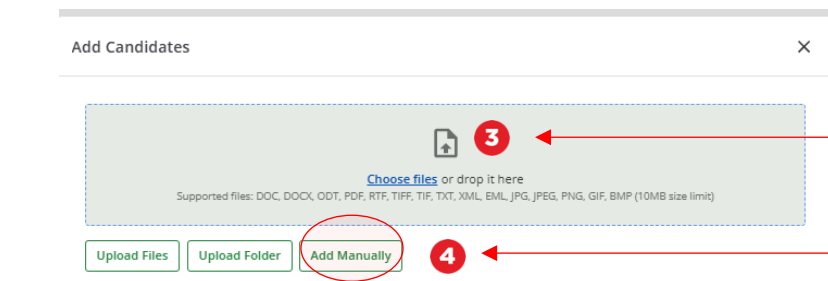 Add Candidates
3
Choose files or drop it here
Supported files: DOC, DOCX, ODT, PDF, RTF, TIFF, TIF, TXT, XML, EML, JPG, JPEG, PNG, GIF, BMP (10MB size limit)
Upload Files Upload Folder Add Manually 4